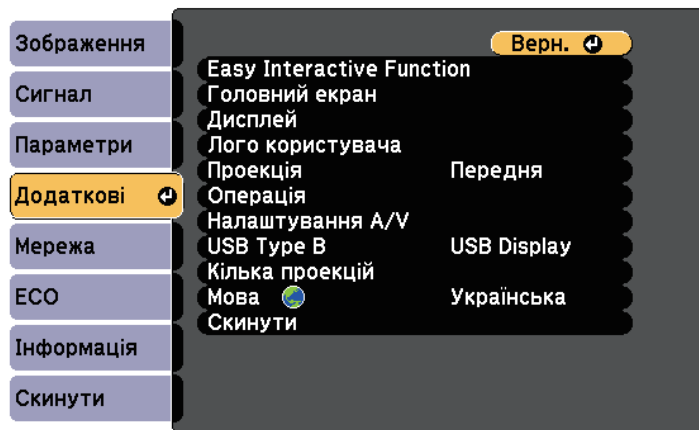 Зображення
Сигнал
Параметри
Додаткові
Мережа
ECO
Інформація
Скинути
Верн.
Easy Interactive Function
Головний екран
Дисплей
Лого користувача
Проекція Передня
Операція
Налаштування A/V
USB Type B USB Display
Кілька проекцій
Мова Українська
Скинути